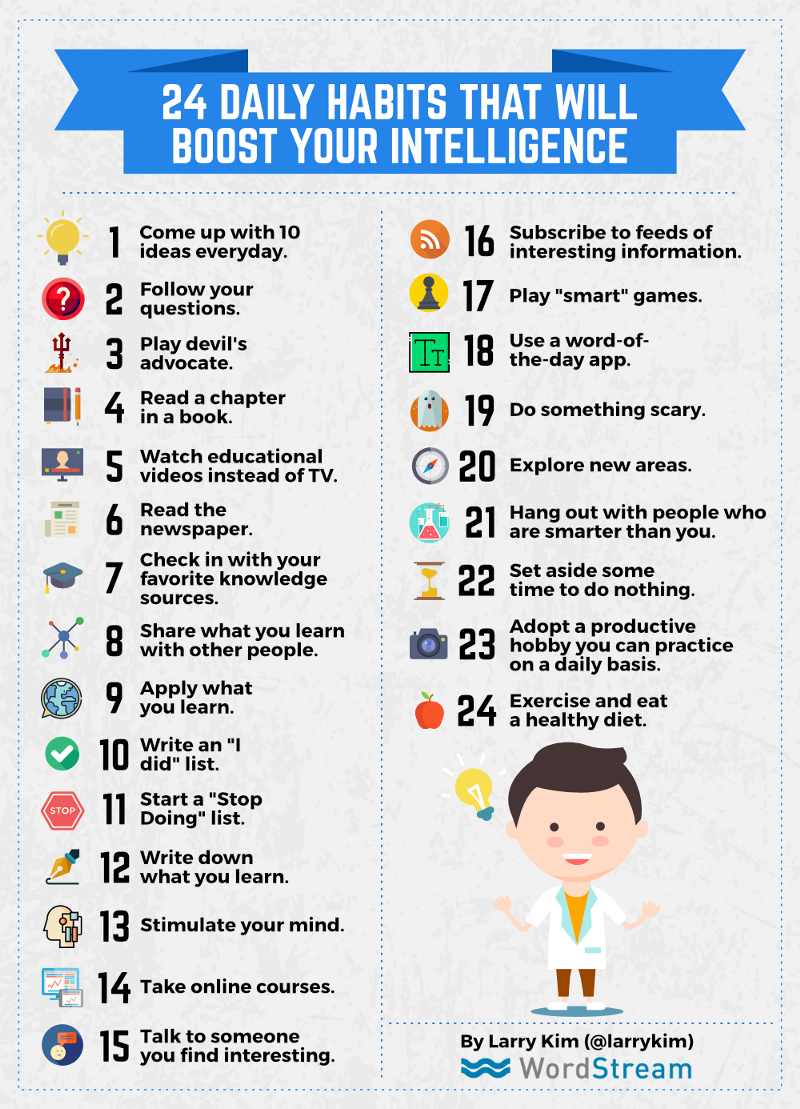 24 DAILY HABITS THAT WILL
BOOST YOUR INTELLIGENCE
1
Come up with 10
ideas everyday.
2
Follow your
questions.
3
Play devil's
advocate.
4
Read a chapter
in a book.
5
Watch educational
videos instead of TV.
6
Read the
newspaper.
7
Check in with your
favorite knowledge
sources.
8
Share what you learn
with other people.
9
Apply what
you learn.
10
Write an "I
did" list.
STOP
11
Start a "Stop
Doing" list.
12
Write down
what you learn.
13
Stimulate your mind.
14
Take online courses.
15
Talk to someone
you find interesting.
16
Subscribe to feeds of
interesting information.
17
Play "smart" games.
TT
18
Use a word-of-
the-day app.
19
Do something scary.
20
Explore new areas.
21
Hang out with people who
are smarter than you.
22
Set aside some
time to do nothing.
23
Adopt a productive
hobby you can practice
on a daily basis.
24
Exercise and eat
a healthy diet.
By Larry Kim (@larrykim)
WordStream